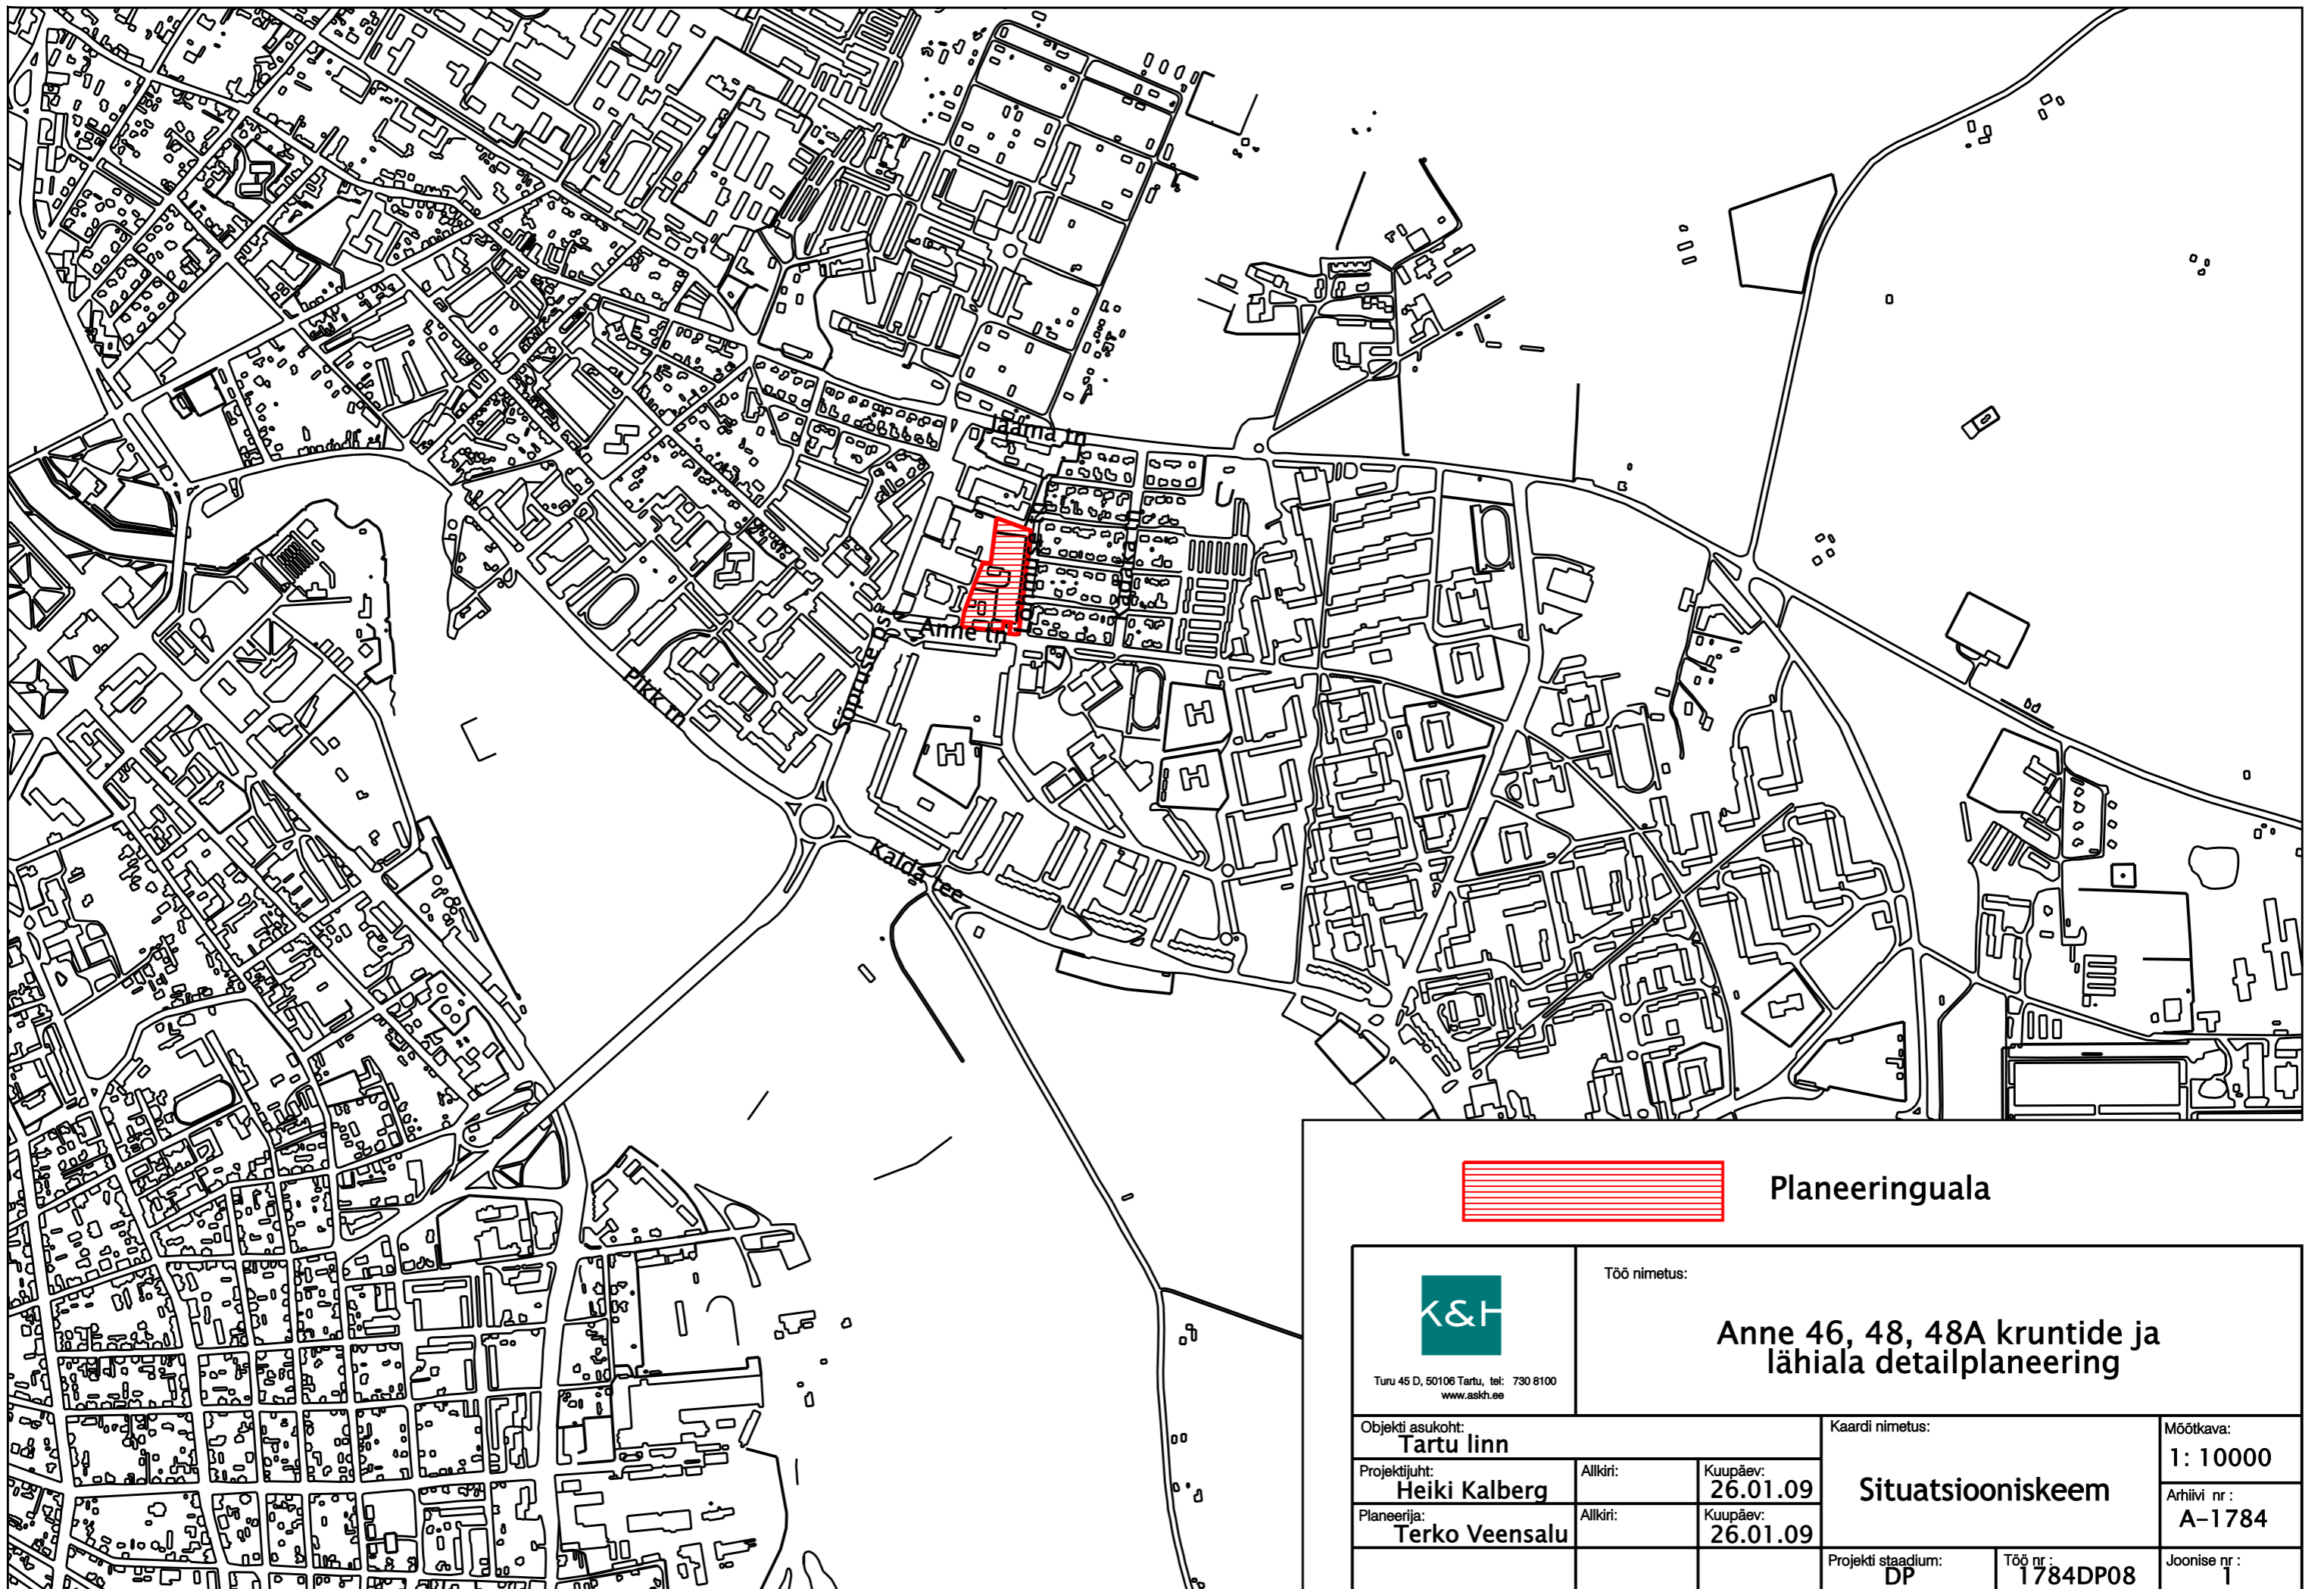 Jaama tn
Anne tn
Sõpruse pst
Pikk tn
Kalda tee
Planeeringuala
K&H
Turu 45 D, 50106 Tartu, tel: 730 8100
www.askh.ee
Töö nimetus:
Anne 46, 48, 48A kruntide ja
lähiala detailplaneering
Objekti asukoht:
Tartu linn
Projektijuht:
Heiki Kalberg
Allkiri:
Kuupäev:
26.01.09
Planeerija:
Terko Veensalu
Allkiri:
Kuupäev:
26.01.09
Kaardi nimetus:
Situatsiooniskeem
Mõõtkava:
1: 10000
Arhiivi nr :
A-1784
Projekti staadium:
DP
Töö nr :
1784DP08
Joonise nr :
1